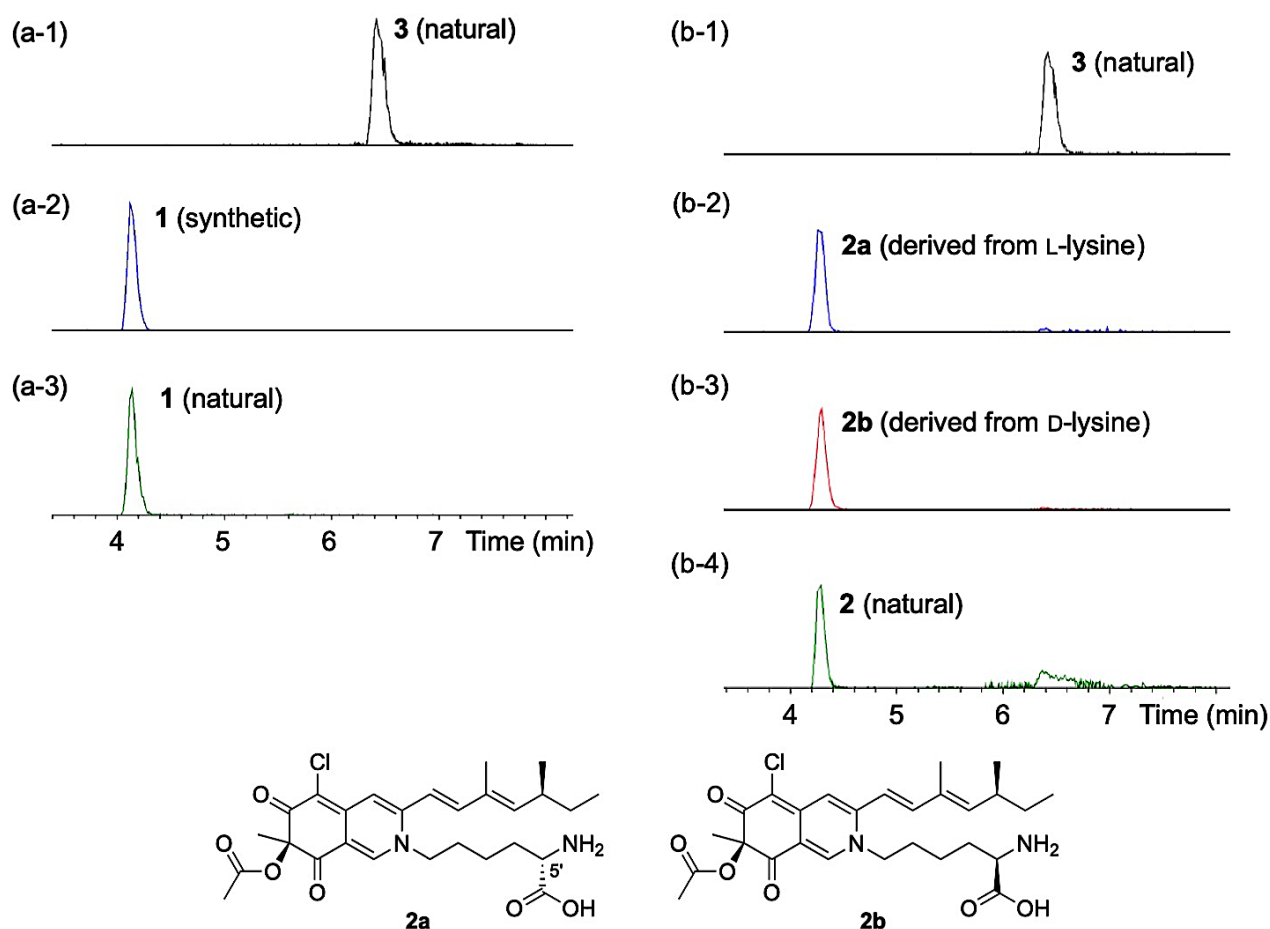 (a-1)
3 (natural)
(a-2)
1 (synthetic)
(a-3)
1 (natural)
4 5 6 7 Time (min)
(b-1)
3 (natural)
(b-2)
2a (derived from L-lysine)
(b-3)
2b (derived from D-lysine)
(b-4)
2 (natural)
4 5 6 7 Time (min)
Cl
O
N
NH2
O
O
O
5'
O
OH
2a
Cl
O
N
NH2
O
O
O
O
OH
2b